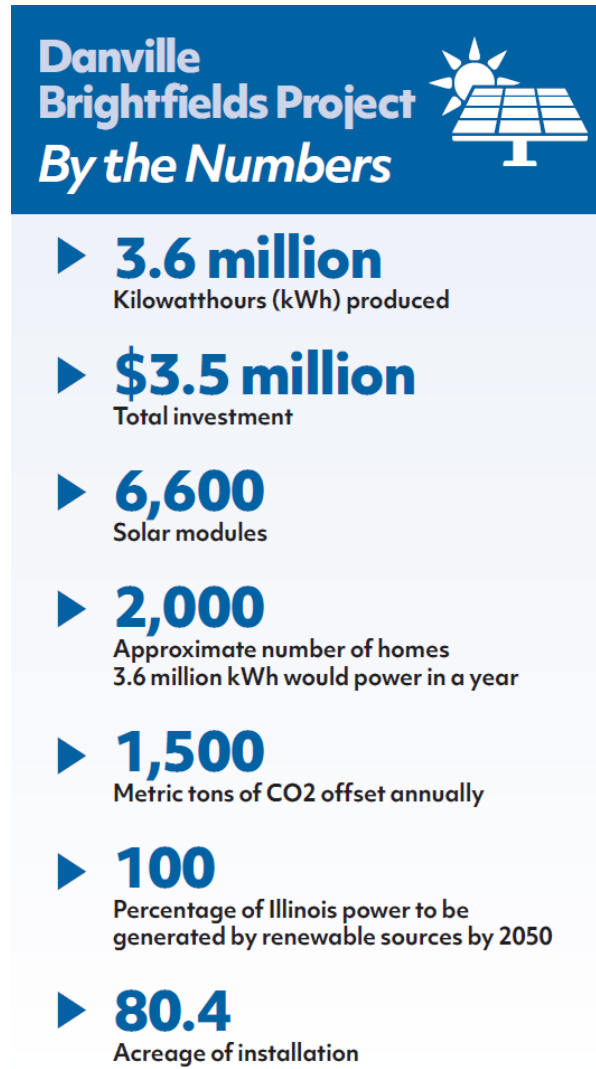 Danville
Brightfields Project
By the Numbers
3.6 million
Kilowatthours (kWh) produced
$3.5 million
Total investment
6,600
Solar modules
2,000
Approximate number of homes
3.6 million kWh would power in a year
1,500
Metric tons of CO2 offset annually
100
Percentage of Illinois power to be
generated by renewable sources by 2050
80.4
Acreage of installation